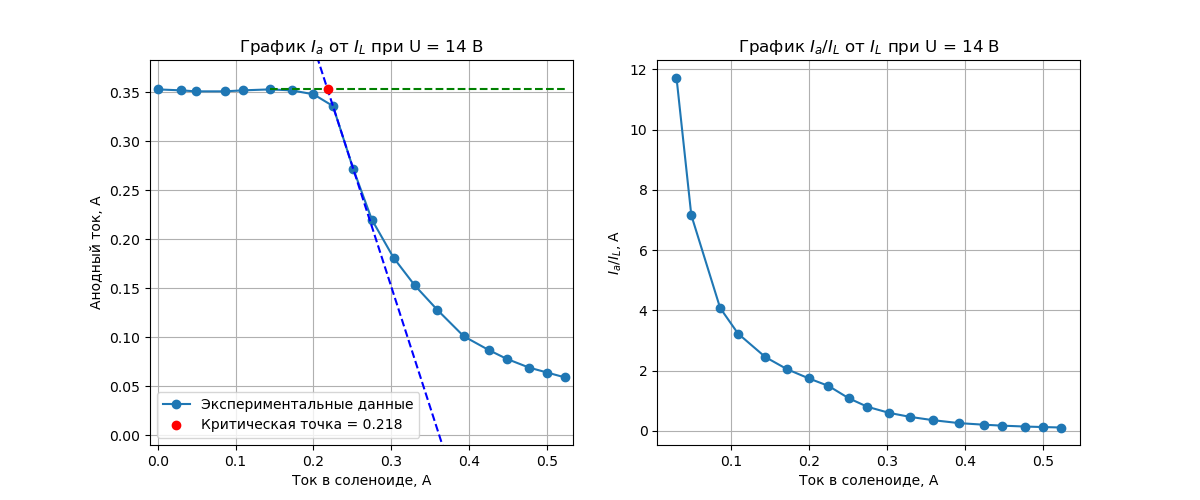 График Iₐ от I_L при U = 14 В
Анодный ток, А
0.35
0.30
0.25
0.20
0.15
0.10
0.05
0.00
Экспериментальные данные
Критическая точка = 0.218
0.0 0.1 0.2 0.3 0.4 0.5
Ток в соленоиде, А
График Iₐ/I_L от I_L при U = 14 В
Iₐ/I_L, А
12
10
8
6
4
2
0
0.1 0.2 0.3 0.4 0.5
Ток в соленоиде, А